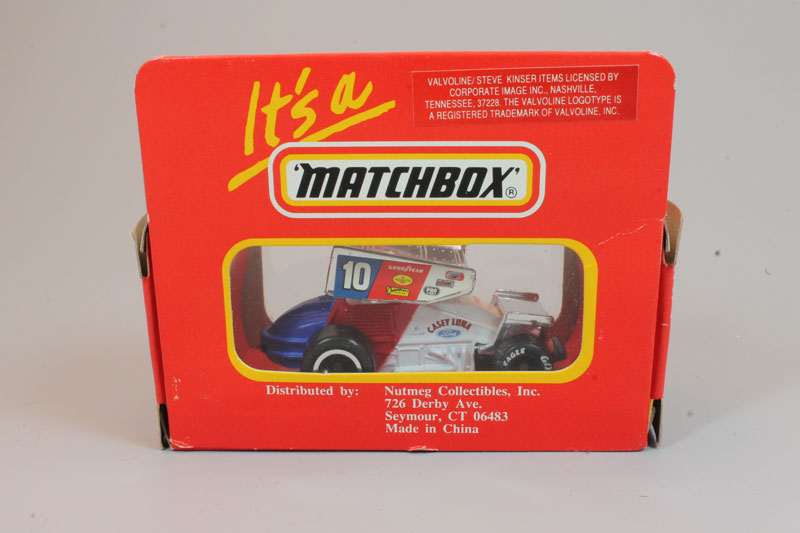 It's a
VALVOLINE/STEVE KINSER ITEMS LICENSED BY
CORPORATE IMAGE INC., NASHVILLE,
TENNESSEE, 37228. THE VALVOLINE LOGOTYPE IS
A REGISTERED TRADEMARK OF VALVOLINE, INC.
'MATCHBOX'®
10
GOODYEAR
CASEY LUNA
Ford
EAGLE
Distributed by: Nutmeg Collectibles, Inc.
726 Derby Ave.
Seymour, CT 06483
Made in China